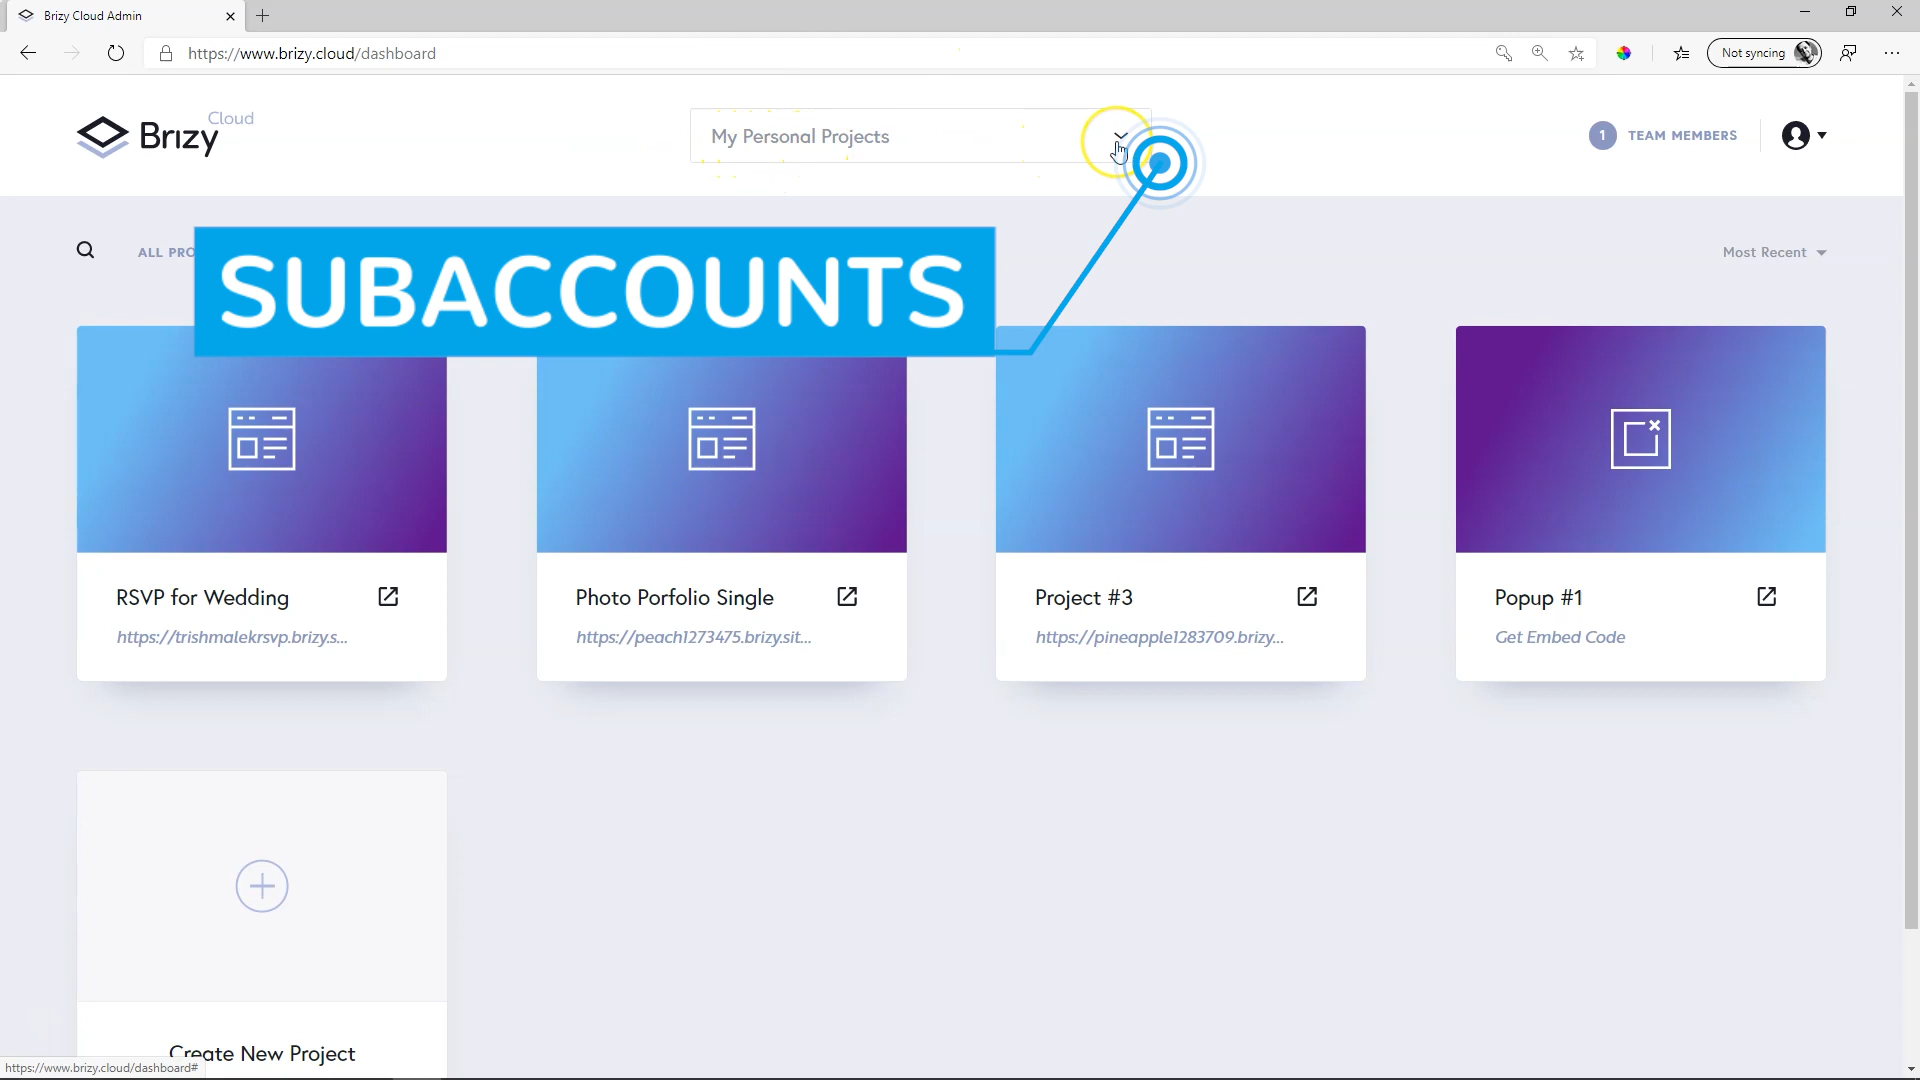 Brizy Cloud Admin
https://www.brizy.cloud/dashboard
Not syncing
Brizy
Cloud
My Personal Projects
1 TEAM MEMBERS
ALL PRO
SUBACCOUNTS
Most Recent
RSVP for Wedding
https://trishmalekrsvp.brizy.s...
Photo Porfolio Single
https://peach1273475.brizy.sit...
Project #3
https://pineapple1283709.brizy...
Popup #1
Get Embed Code
Create New Project
https://www.brizy.cloud/dashboard#